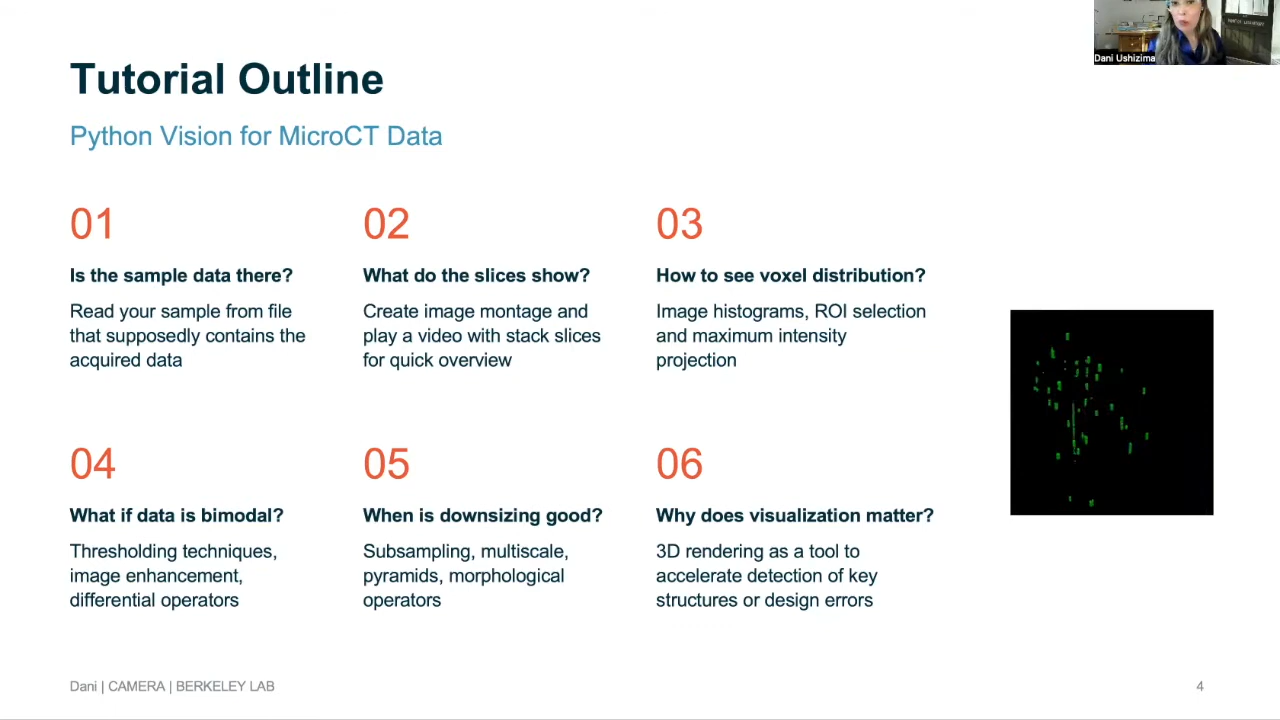 Dani Ushizima
Tutorial Outline
Python Vision for MicroCT Data
01
Is the sample data there?
Read your sample from file
that supposedly contains the
acquired data
02
What do the slices show?
Create image montage and
play a video with stack slices
for quick overview
03
How to see voxel distribution?
Image histograms, ROI selection
and maximum intensity
projection
04
What if data is bimodal?
Thresholding techniques,
image enhancement,
differential operators
05
When is downsizing good?
Subsampling, multiscale,
pyramids, morphological
operators
06
Why does visualization matter?
3D rendering as a tool to
accelerate detection of key
structures or design errors
Dani | CAMERA | BERKELEY LAB
4